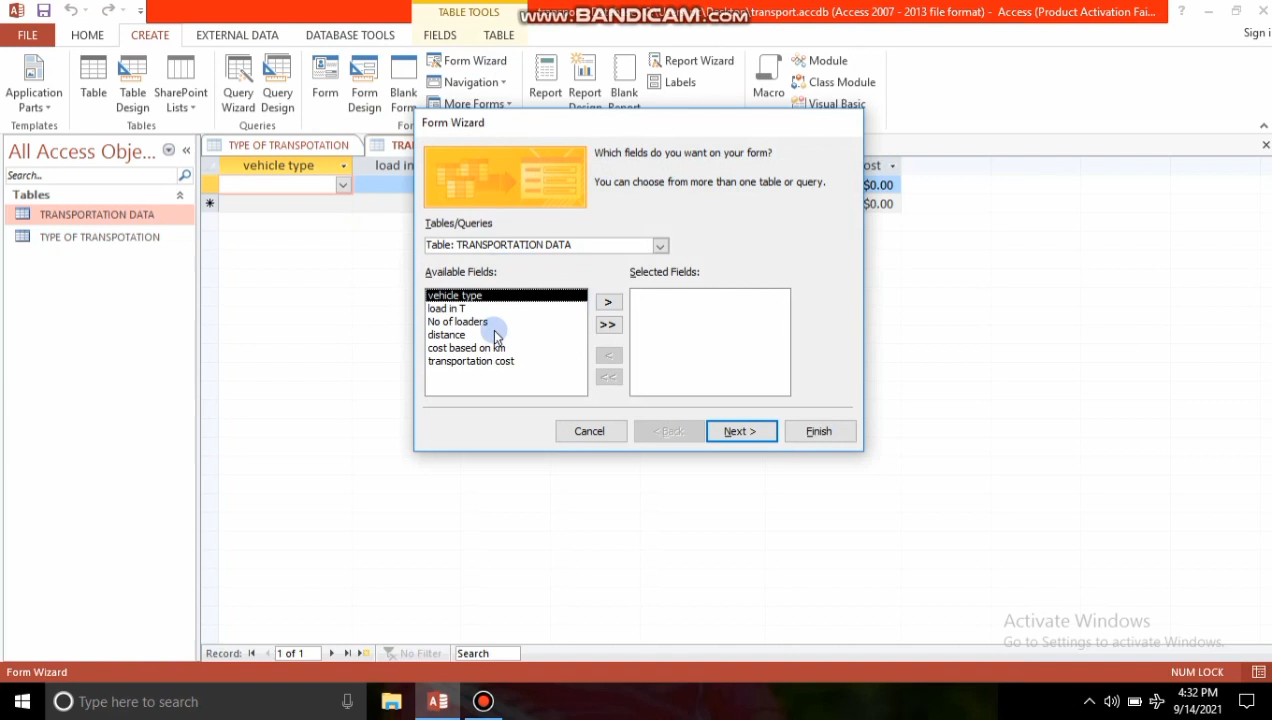 TABLE TOOLS
www.BANDICAM.com
\transport.accdb (Access 2007 - 2013 file format) - Access (Product Activation Fai...
?
FILE
HOME
CREATE
EXTERNAL DATA
DATABASE TOOLS
FIELDS
TABLE
Sign i
Application Parts
Table
Table Design
SharePoint Lists
Query Wizard
Query Design
Form
Form Design
Blank Form
Form Wizard
Navigation
More Forms
Report
Report
Blank
Report Wizard
Labels
Macro
Module
Class Module
Visual Basic
Templates
Tables
Queries
All Access Obje...
Search...
Tables
TRANSPORTATION DATA
TYPE OF TRANSPOTATION
TYPE OF TRANSPOTATION
vehicle type
load in
$0.00
$0.00
Form Wizard
Which fields do you want on your form?
You can choose from more than one table or query.
Tables/Queries
Table: TRANSPORTATION DATA
Available Fields:
Selected Fields:
vehicle type
load in T
No of loaders
distance
cost based on km
transportation cost
>
>>
<
<<
Cancel
< Back
Next >
Finish
Activate Windows
Go to Settings to activate Windows.
Record:
1 of 1
No Filter
Search
Form Wizard
NUM LOCK
Type here to search
4:32 PM
9/14/2021